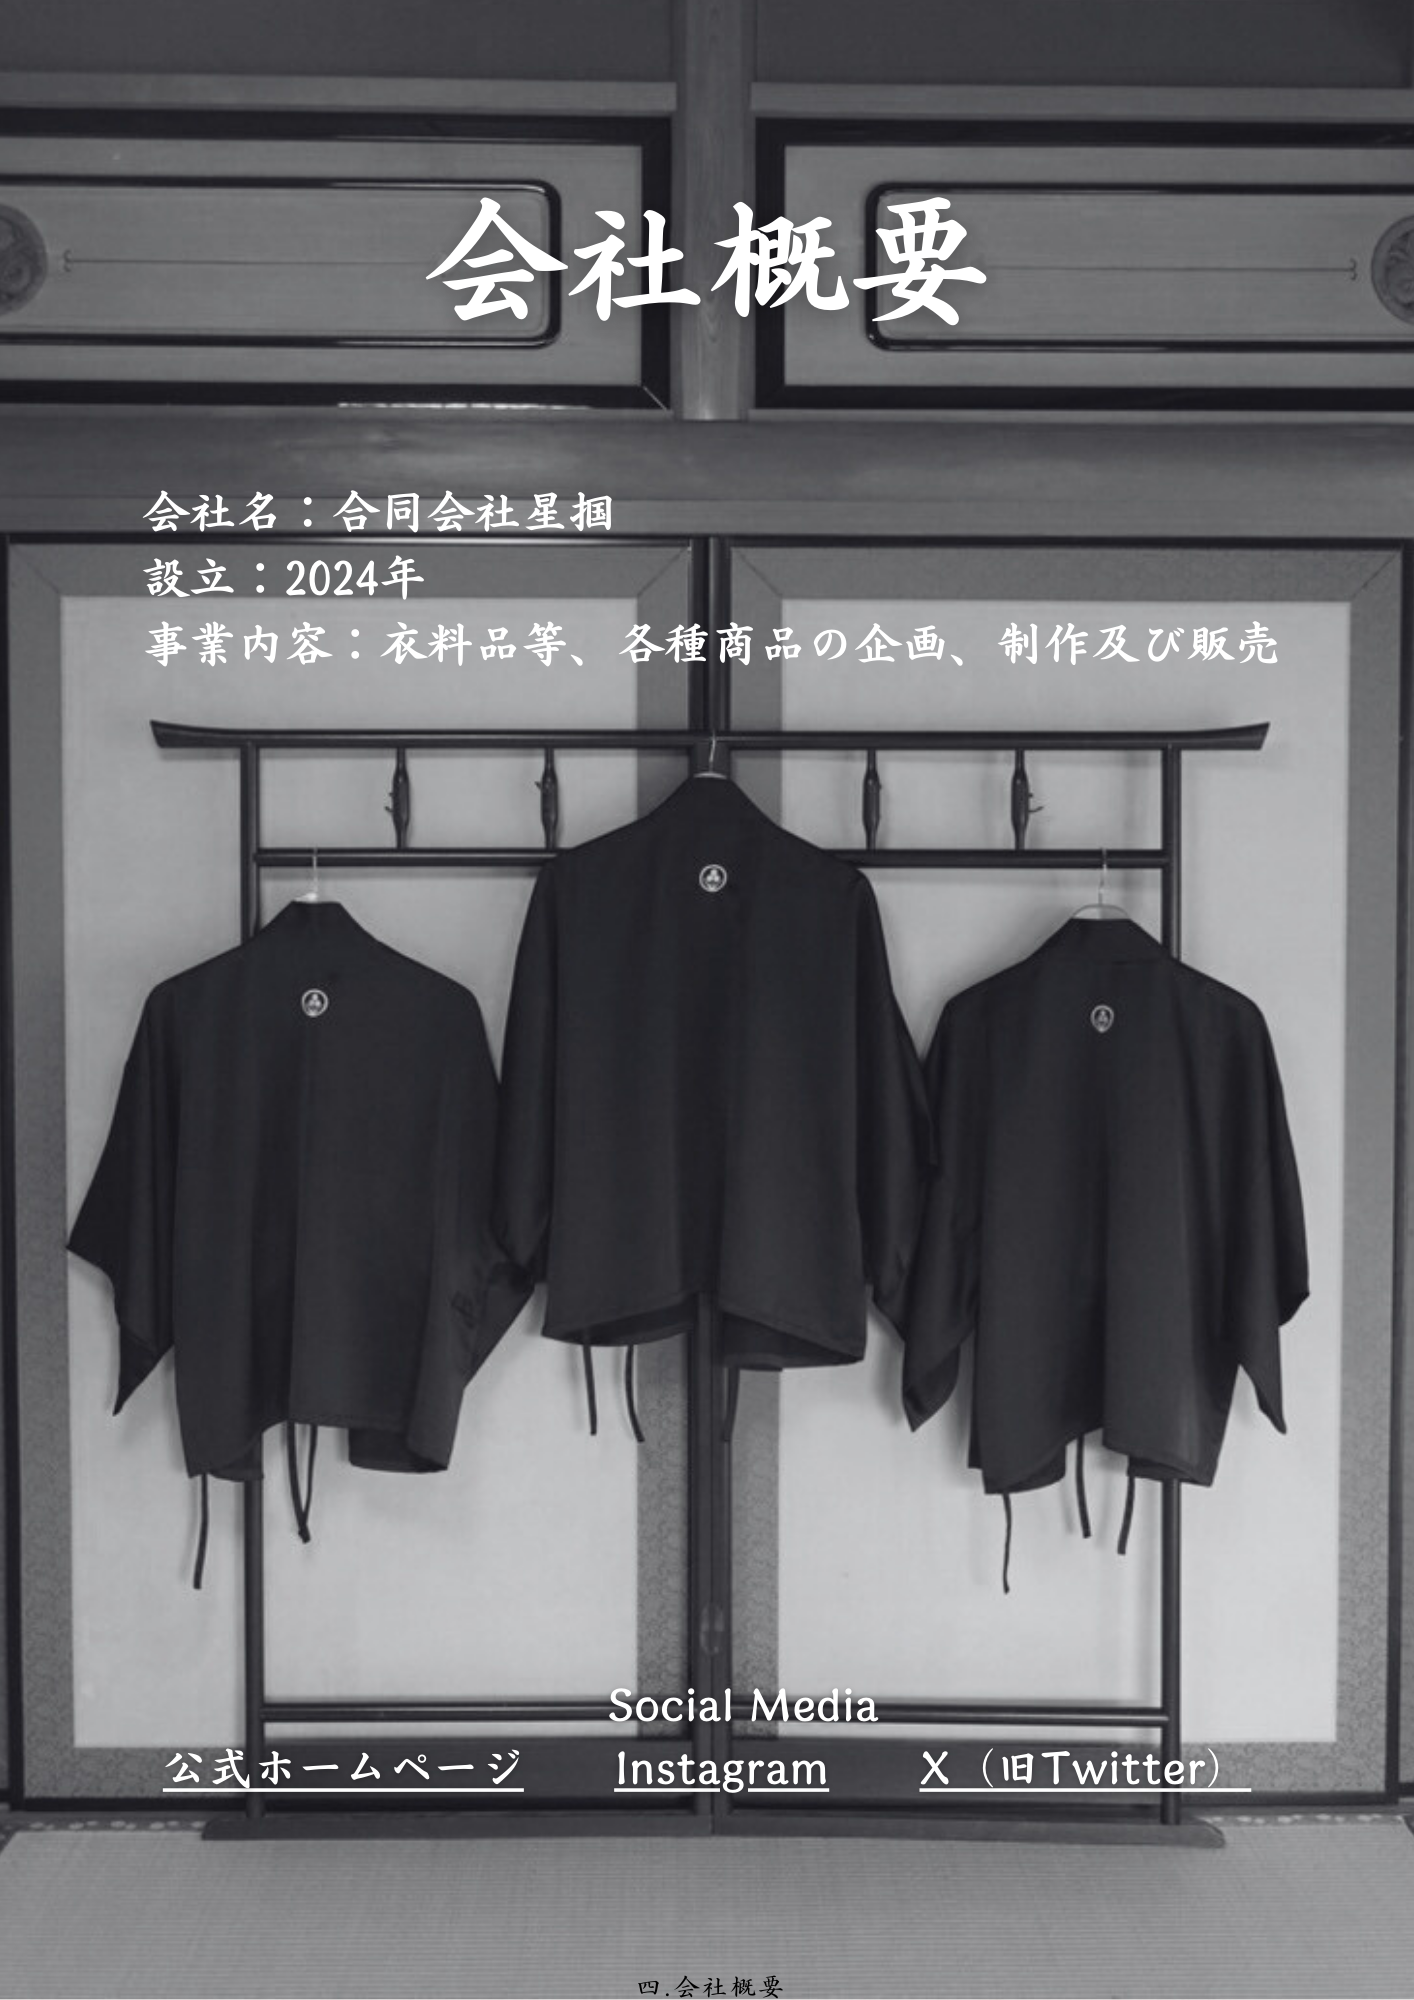 会社概要
会社名：合同会社星掴
設立：2024年
事業内容：衣料品等、各種商品の企画、制作及び販売
Social Media
公式ホームページ Instagram X（旧Twitter）
四.会社概要